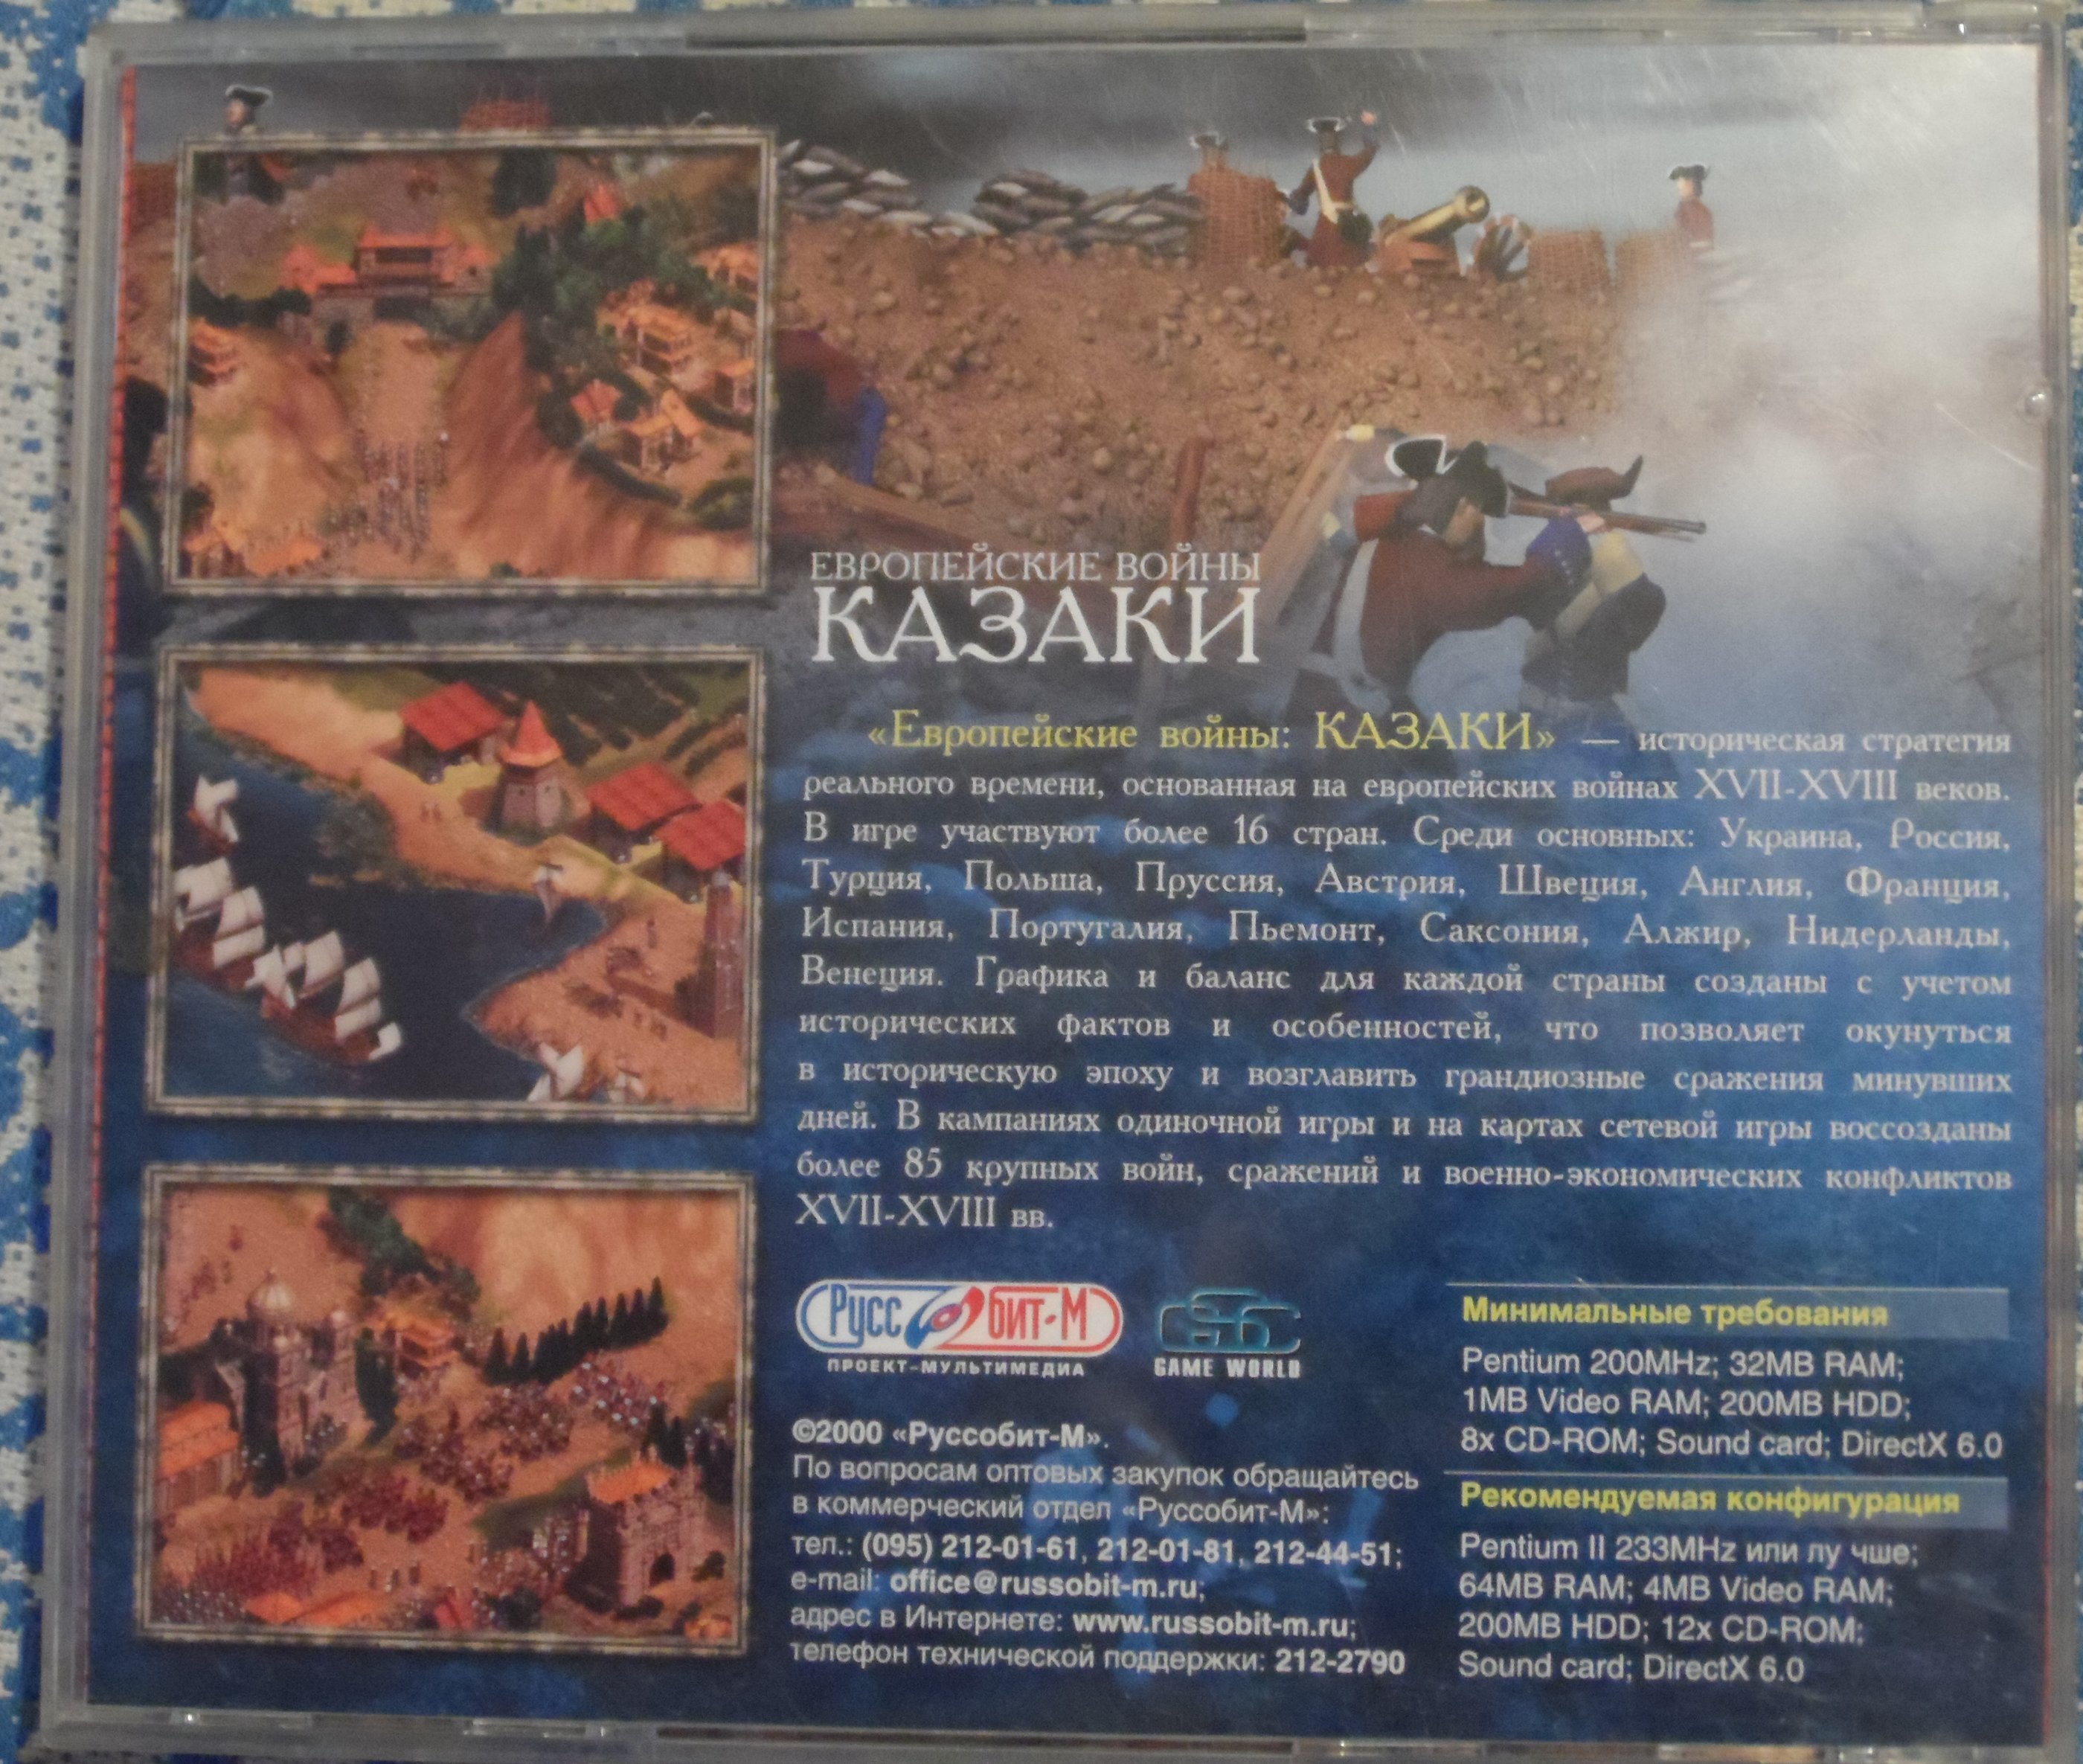 ЕВРОПЕЙСКИЕ ВОЙНЫ
КАЗАКИ
«Европейские войны: КАЗАКИ» — историческая стратегия
реального времени, основанная на европейских войнах XVII-XVIII веков.
В игре участвуют более 16 стран. Среди основных: Украина, Россия,
Турция, Польша, Пруссия, Австрия, Швеция, Англия, Франция,
Испания, Португалия, Пьемонт, Саксония, Алжир, Нидерланды,
Венеция. Графика и баланс для каждой страны созданы с учетом
исторических фактов и особенностей, что позволяет окунуться
в историческую эпоху и возглавить грандиозные сражения минувших
дней. В кампаниях одиночной игры и на картах сетевой игры воссозданы
более 85 крупных войн, сражений и военно-экономических конфликтов
XVII-XVIII вв.
Руссобит-М
ПРОЕКТ-МУЛЬТИМЕДИА
GSC
GAME WORLD
©2000 «Руссобит-М».
По вопросам оптовых закупок обращайтесь
в коммерческий отдел «Руссобит-М»:
тел.: (095) 212-01-61, 212-01-81, 212-44-51;
e-mail: office@russobit-m.ru;
адрес в Интернете: www.russobit-m.ru;
телефон технической поддержки: 212-2790
Минимальные требования
Pentium 200MHz; 32MB RAM;
1MB Video RAM; 200MB HDD;
8x CD-ROM; Sound card; DirectX 6.0
Рекомендуемая конфигурация
Pentium II 233MHz или лу чше;
64MB RAM; 4MB Video RAM;
200MB HDD; 12x CD-ROM;
Sound card; DirectX 6.0